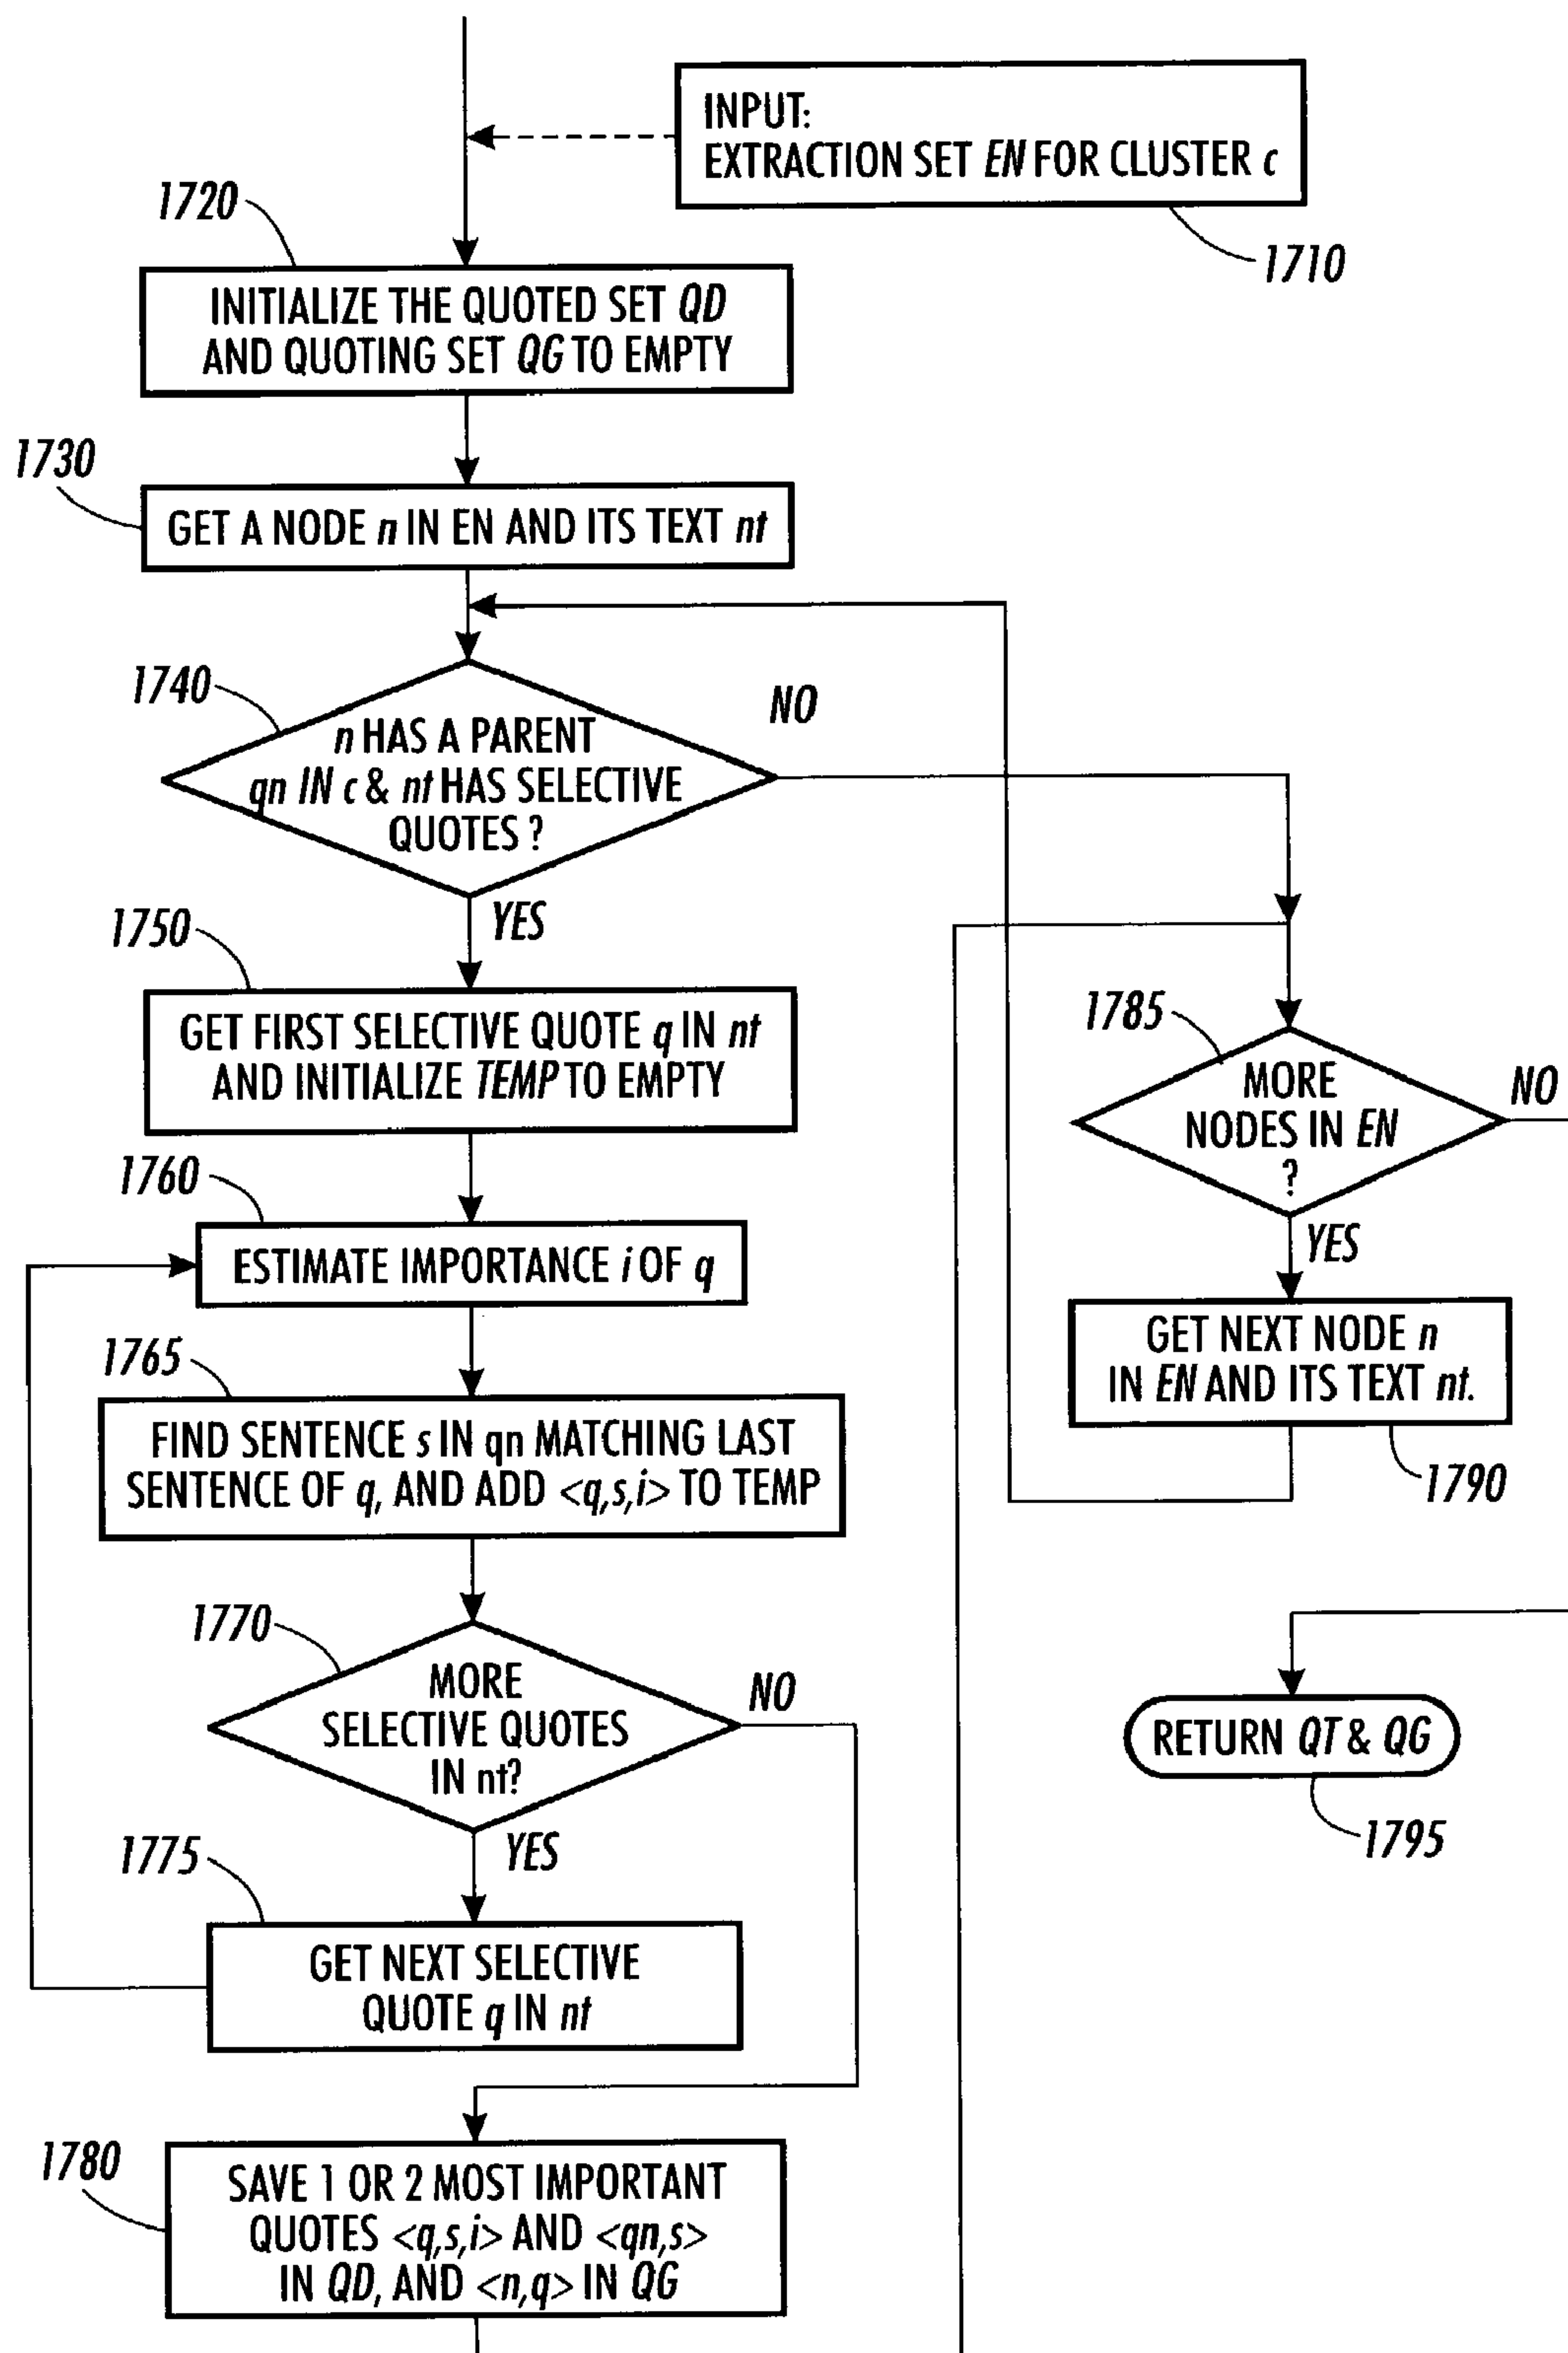 INPUT:
EXTRACTION SET EN FOR CLUSTER c
1710
1720
INITIALIZE THE QUOTED SET QD
AND QUOTING SET QG TO EMPTY
1730
GET A NODE n IN EN AND ITS TEXT nt
1740
n HAS A PARENT
qn IN c & nt HAS SELECTIVE
QUOTES ?
NO
YES
1750
GET FIRST SELECTIVE QUOTE q IN nt
AND INITIALIZE TEMP TO EMPTY
1760
ESTIMATE IMPORTANCE i OF q
1765
FIND SENTENCE s IN qn MATCHING LAST
SENTENCE OF q, AND ADD <q,s,i> TO TEMP
1770
MORE
SELECTIVE QUOTES
IN nt?
NO
YES
1775
GET NEXT SELECTIVE
QUOTE q IN nt
1780
SAVE 1 OR 2 MOST IMPORTANT
QUOTES <q,s,i> AND <qn,s>
IN QD, AND <n,q> IN QG
1785
MORE
NODES IN EN
?
NO
YES
GET NEXT NODE n
IN EN AND ITS TEXT nt.
1790
RETURN QT & QG
1795